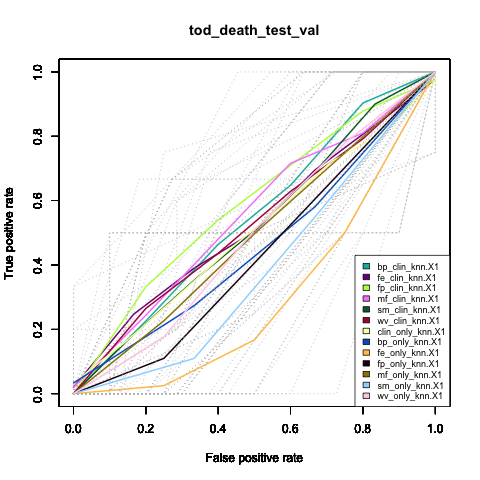 tod_death_test_val
True positive rate
1.0
0.8
0.6
0.4
0.2
0.0
bp_clin_knn.X1
fe_clin_knn.X1
fp_clin_knn.X1
mf_clin_knn.X1
sm_clin_knn.X1
wv_clin_knn.X1
clin_only_knn.X1
bp_only_knn.X1
fe_only_knn.X1
fp_only_knn.X1
mf_only_knn.X1
sm_only_knn.X1
wv_only_knn.X1
0.0 0.2 0.4 0.6 0.8 1.0
False positive rate